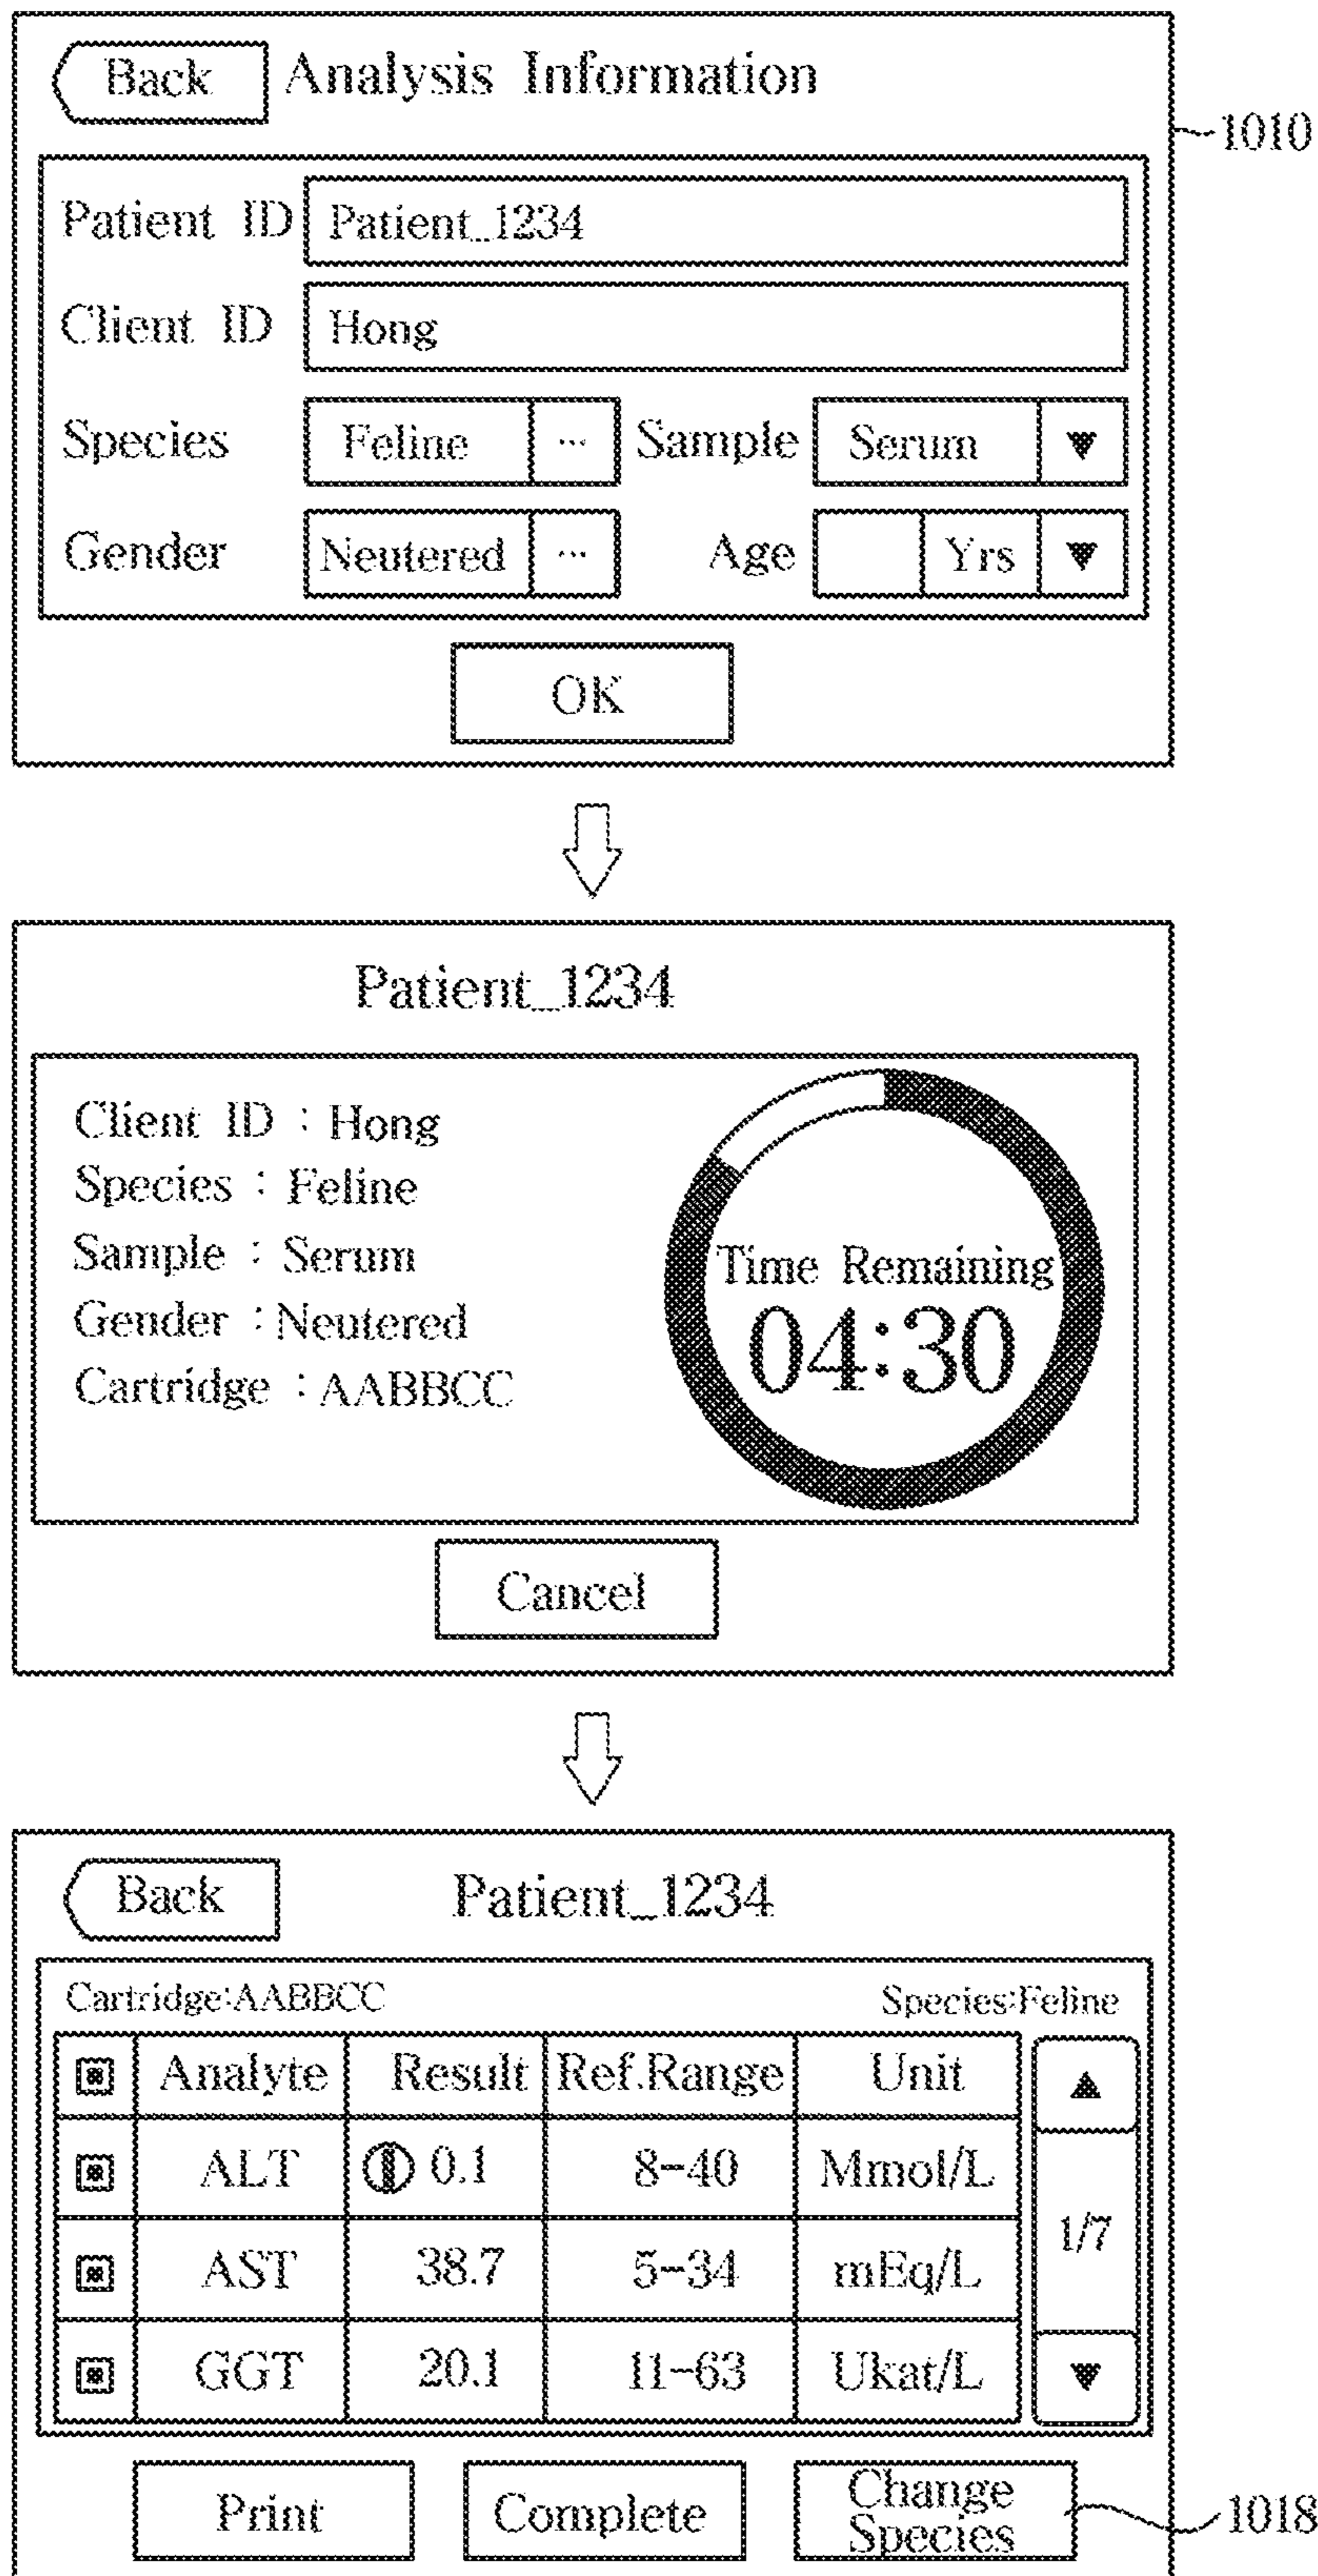 Back Analysis Information
1010
Patient ID Patient_1234
Client ID Hong
Species Feline ... Sample Serum ▼
Gender Neutered ... Age Yrs ▼
OK
Patient_1234
Client ID : Hong
Species : Feline
Sample : Serum
Gender : Neutered
Cartridge : AABBCC
Time Remaining
04:30
Cancel
Back Patient_1234
Cartridge:AABBCC Species:Feline
Analyte Result Ref.Range Unit ▲
ALT 0.1 8-40 Mmol/L
1/7
AST 38.7 5-34 mEq/L
GGT 20.1 11-63 Ukat/L ▼
Print Complete Change
Species
1018